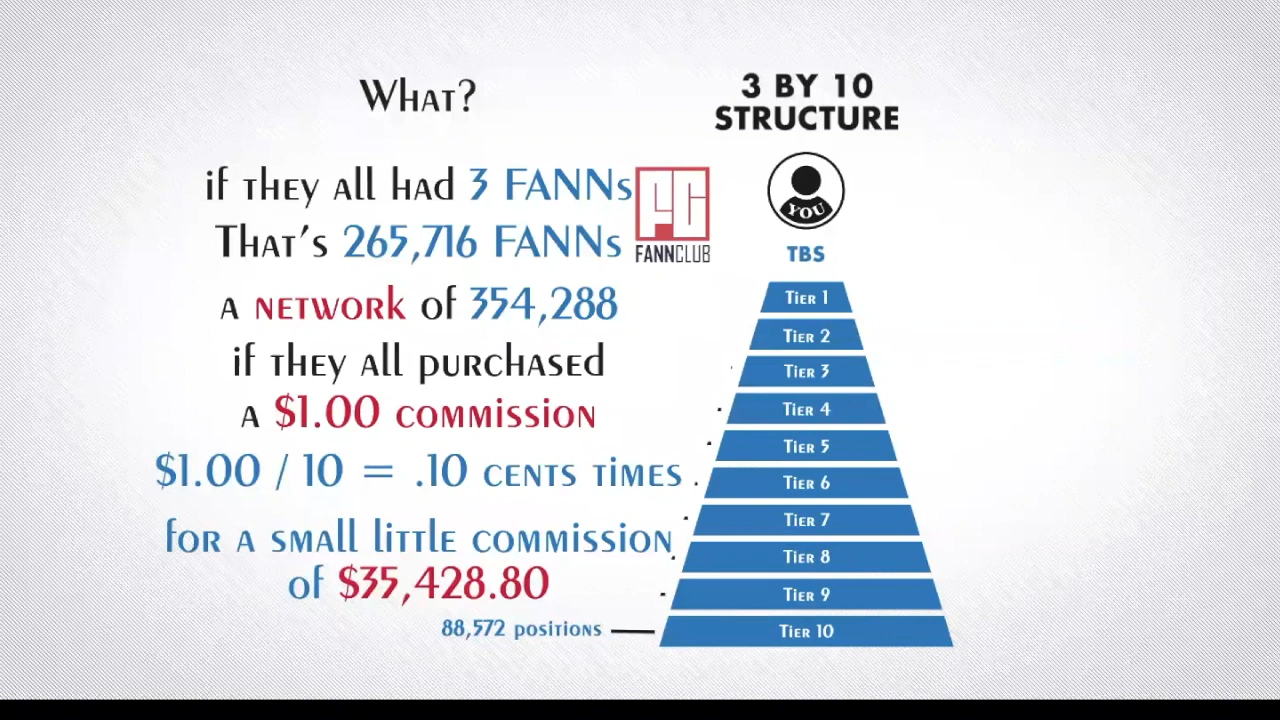 What?
if they all had 3 FANNs
That's 265,716 FANNs
a network of 354,288
if they all purchased
a $1.00 commission
$1.00 / 10 = .10 cents times
for a small little commission
of $35,428.80
88,572 positions
FG
FANNCLUB
3 BY 10
STRUCTURE
YOU
TBS
Tier 1
Tier 2
Tier 3
Tier 4
Tier 5
Tier 6
Tier 7
Tier 8
Tier 9
Tier 10